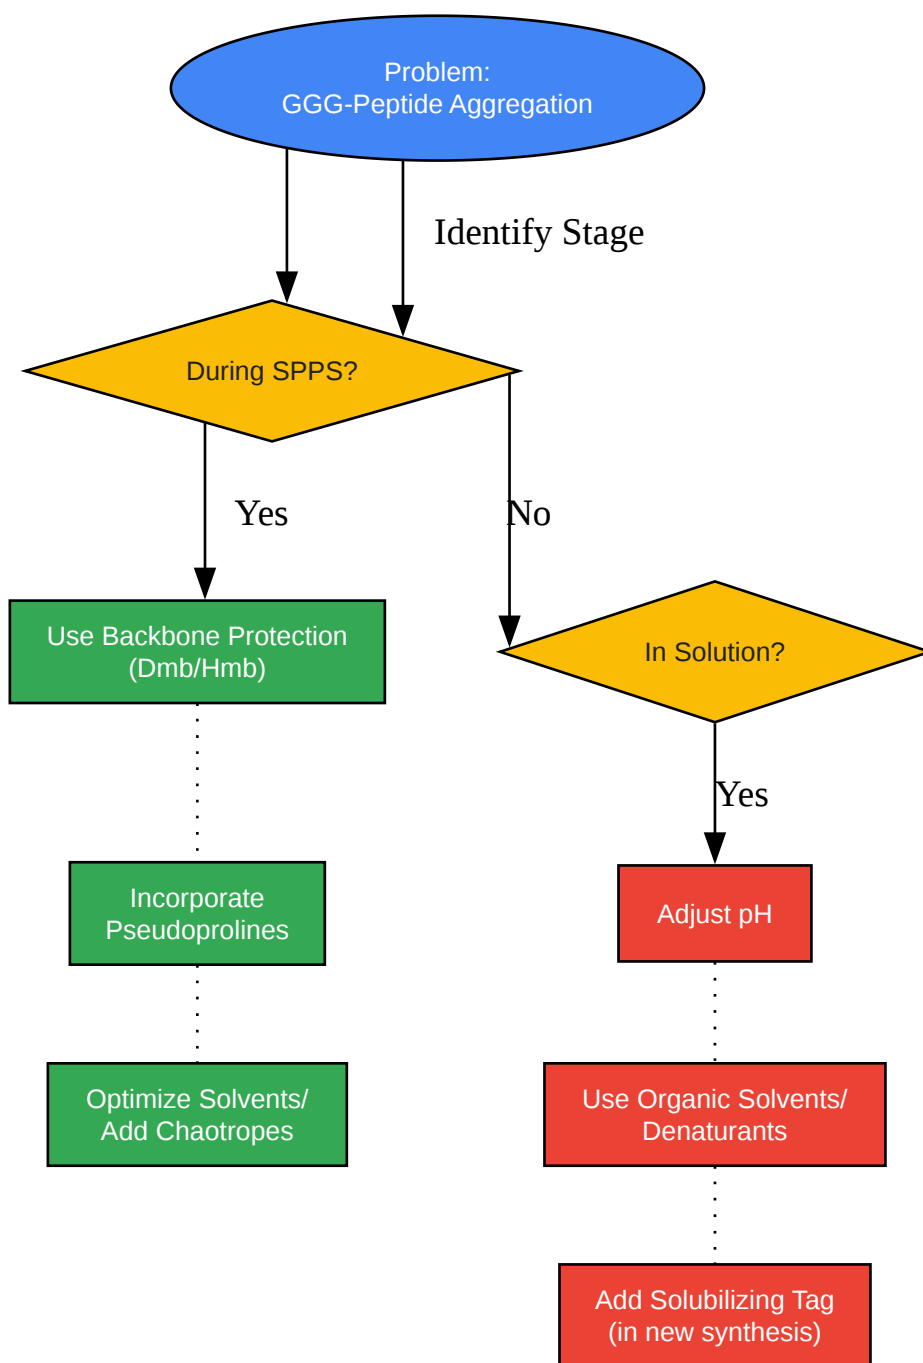 Problem:
GGG-Peptide Aggregation
Identify Stage
During SPPS?
Yes
No
Use Backbone Protection
(Dmb/Hmb)
In Solution?
Yes
Incorporate
Pseudoprolines
Adjust pH
Optimize Solvents/
Add Chaotropes
Use Organic Solvents/
Denaturants
Add Solubilizing Tag
(in new synthesis)